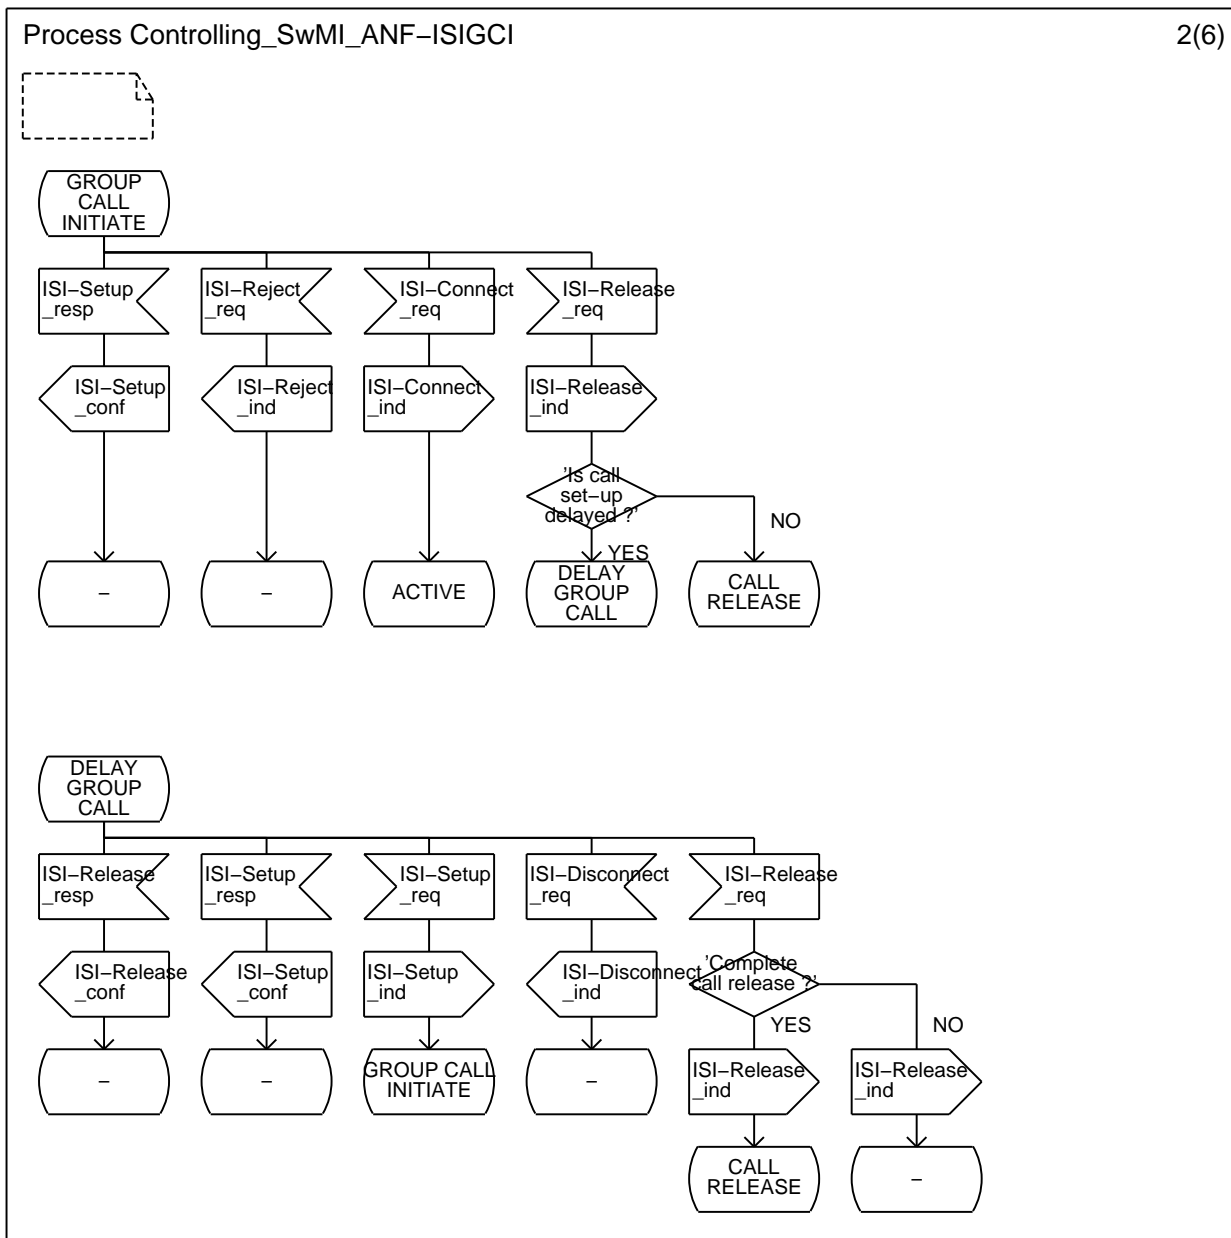 Process Controlling_SwMI_ANF−ISIGCI
2(6)
GROUP
CALL
INITIATE
ISI−Setup
_resp
ISI−Reject
_req
ISI−Connect
_req
ISI−Release
_req
ISI−Setup
_conf
ISI−Reject
_ind
ISI−Connect
_ind
ISI−Release
_ind
'Is call
set−up
delayed ?'
NO
YES
−
−
ACTIVE
DELAY
GROUP
CALL
CALL
RELEASE
DELAY
GROUP
CALL
ISI−Release
_resp
ISI−Setup
_resp
ISI−Setup
_req
ISI−Disconnect
_req
ISI−Release
_req
ISI−Release
_conf
ISI−Setup
_conf
ISI−Setup
_ind
ISI−Disconnect
_ind
'Complete
call release ?'
YES
NO
−
−
GROUP CALL
INITIATE
−
ISI−Release
_ind
ISI−Release
_ind
CALL
RELEASE
−